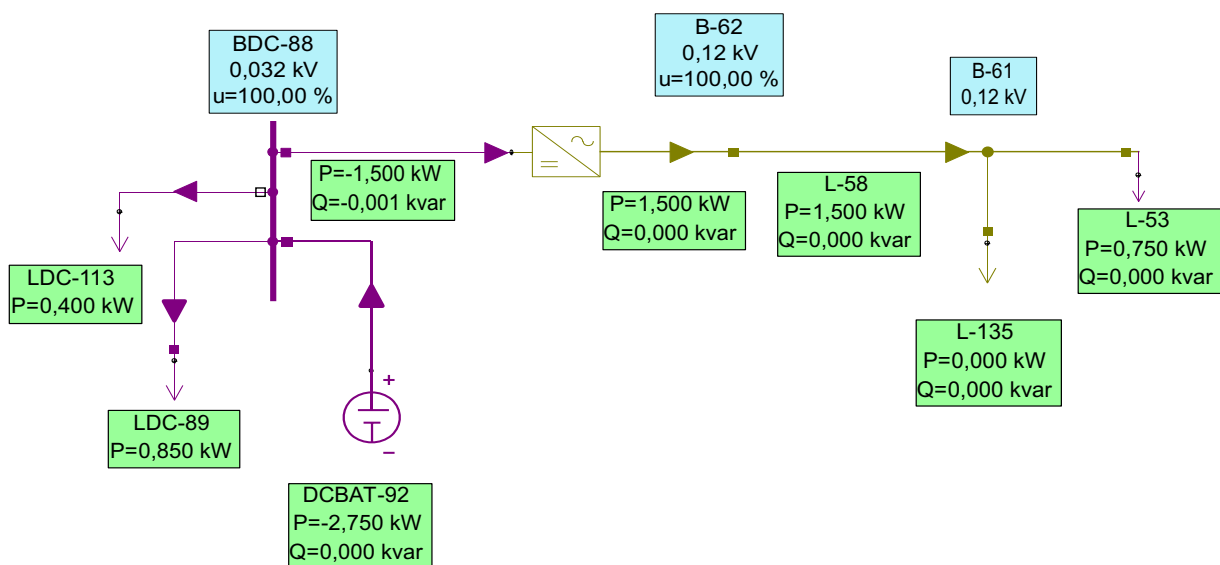 BDC-88
0,032 kV
u=100,00 %
B-62
0,12 kV
u=100,00 %
B-61
0,12 kV
P=-1,500 kW
Q=-0,001 kvar
P=1,500 kW
Q=0,000 kvar
L-58
P=1,500 kW
Q=0,000 kvar
L-53
P=0,750 kW
Q=0,000 kvar
LDC-113
P=0,400 kW
L-135
P=0,000 kW
Q=0,000 kvar
LDC-89
P=0,850 kW
+
−
DCBAT-92
P=-2,750 kW
Q=0,000 kvar